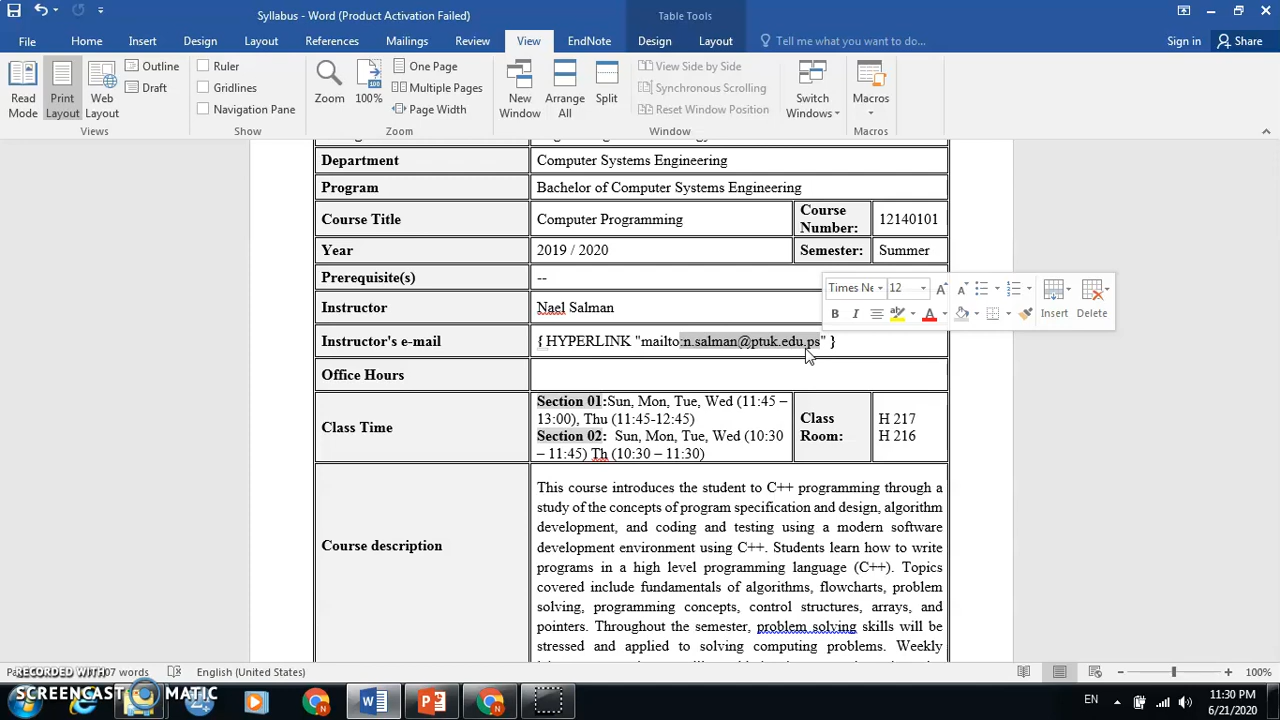 Syllabus - Word (Product Activation Failed)
Table Tools
File
Home
Insert
Design
Layout
References
Mailings
Review
View
EndNote
Design
Layout
Tell me what you want to do...
Sign in
Share
Read Mode
Print Layout
Web Layout
Outline
Draft
Views
Ruler
Gridlines
Navigation Pane
Show
Zoom
100%
One Page
Multiple Pages
Page Width
Zoom
New Window
Arrange All
Split
View Side by Side
Synchronous Scrolling
Reset Window Position
Window
Switch Windows
Macros
Macros
Department
Computer Systems Engineering
Program
Bachelor of Computer Systems Engineering
Course Title
Computer Programming
Course Number:
12140101
Year
2019 / 2020
Semester:
Summer
Prerequisite(s)
--
Times Ne
12
Insert
Delete
Instructor
Nael Salman
Instructor's e-mail
{ HYPERLINK "mailto:n.salman@ptuk.edu.ps" }
Office Hours
Class Time
Section 01:Sun, Mon, Tue, Wed (11:45 –
13:00), Thu (11:45-12:45)
Section 02:  Sun, Mon, Tue, Wed (10:30
– 11:45) Th (10:30 – 11:30)
Class Room:
H 217
H 216
Course description
This course introduces the student to C++ programming through a
study of the concepts of program specification and design, algorithm
development, and coding and testing using a modern software
development environment using C++. Students learn how to write
programs in a high level programming language (C++). Topics
covered include fundamentals of algorithms, flowcharts, problem
solving, programming concepts, control structures, arrays, and
pointers. Throughout the semester, problem solving skills will be
stressed and applied to solving computing problems. Weekly
words
English (United States)
100%
RECORDED WITH
SCREENCAST MATIC
EN
11:30 PM
6/21/2020